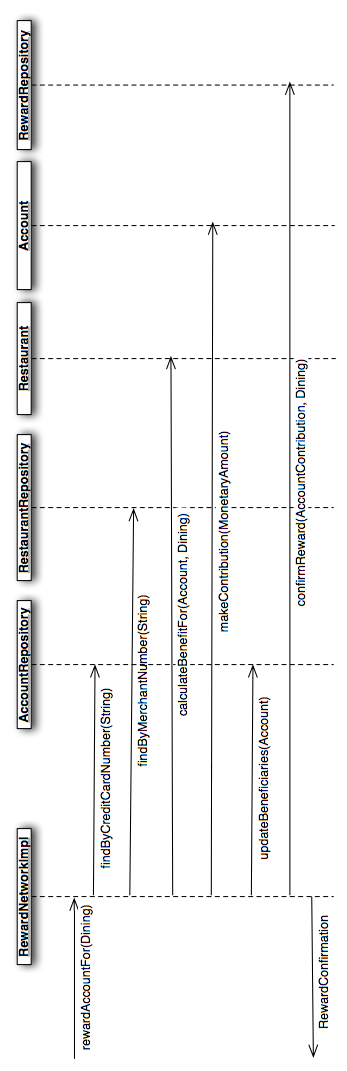 RewardNetworkImpl
AccountRepository
RestaurantRepository
Restaurant
Account
RewardRepository
rewardAccountFor(Dining)
findByCreditCardNumber(String)
findByMerchantNumber(String)
calculateBenefitFor(Account, Dining)
makeContribution(MonetaryAmount)
updateBeneficiaries(Account)
confirmReward(AccountContribution, Dining)
RewardConfirmation